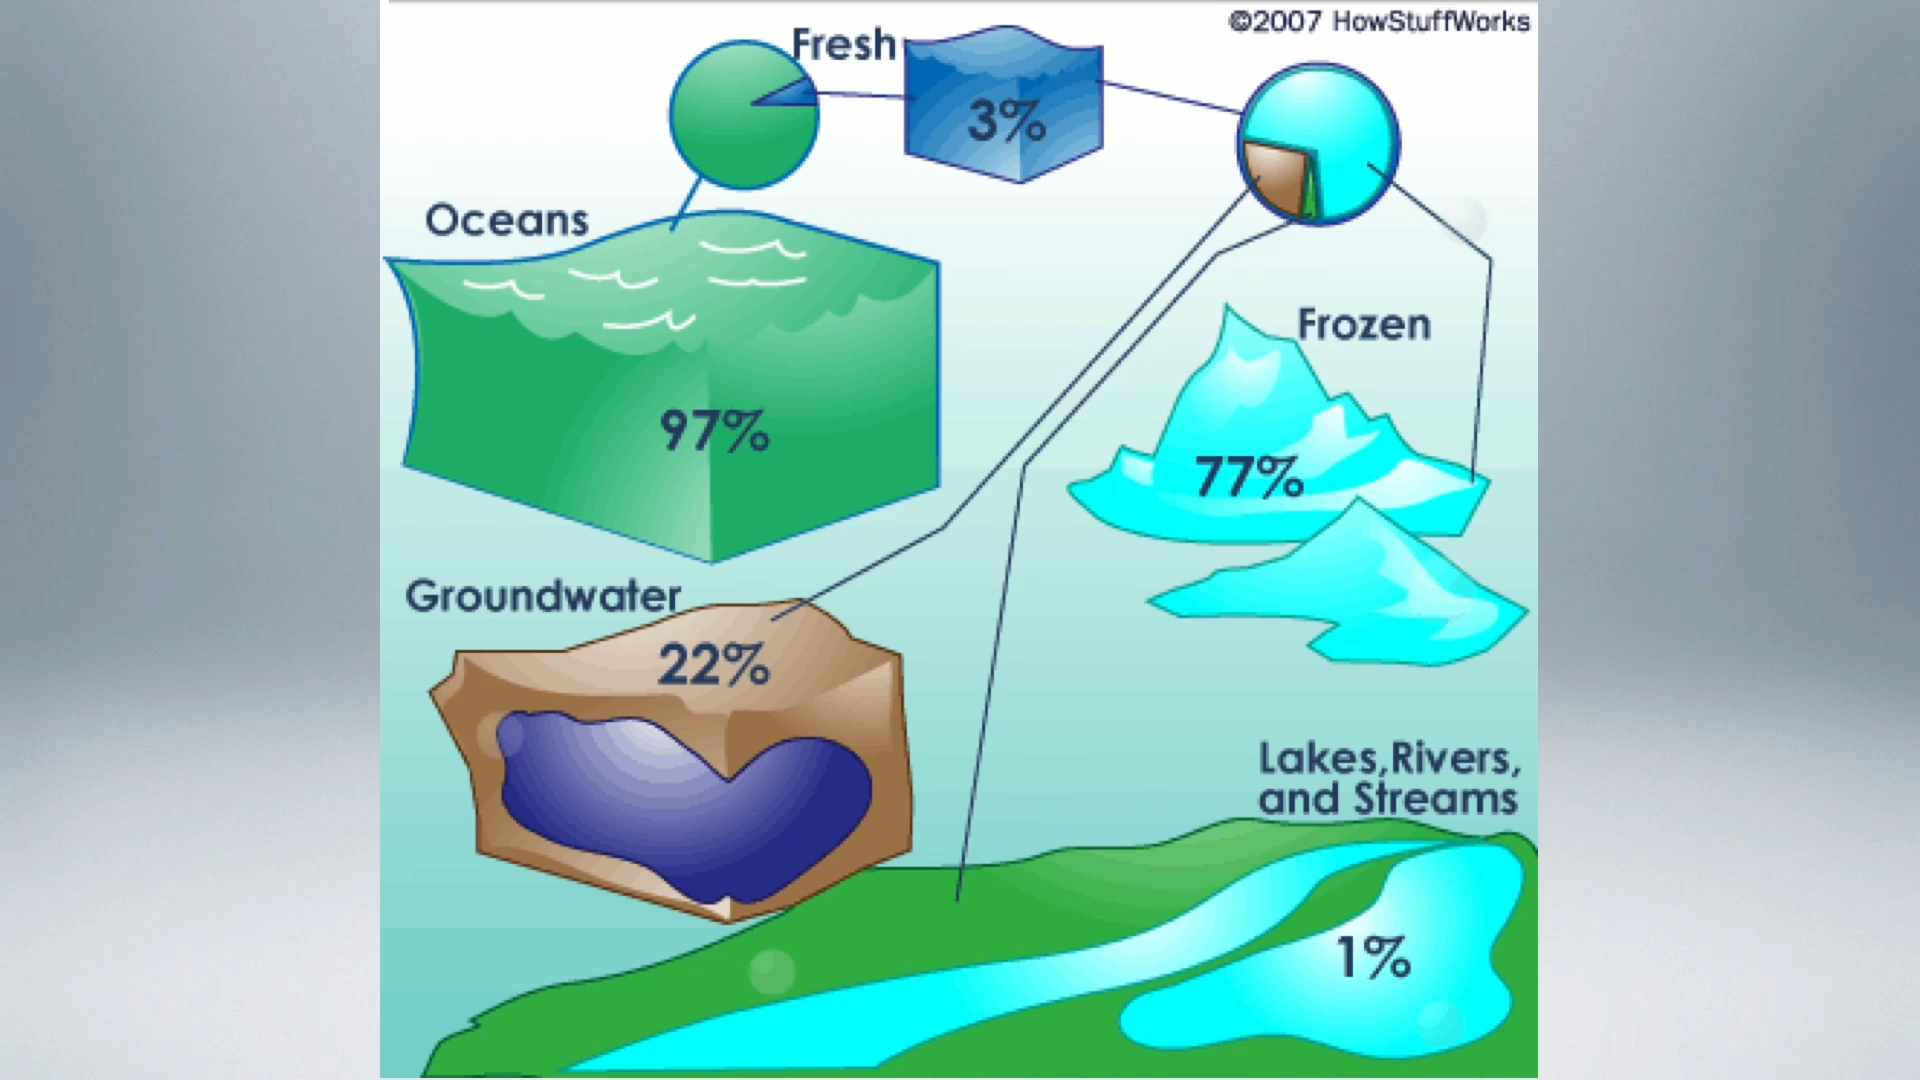 ©2007 HowStuffWorks
Fresh
3%
Oceans
97%
Frozen
77%
Groundwater
22%
Lakes,Rivers,
and Streams
1%